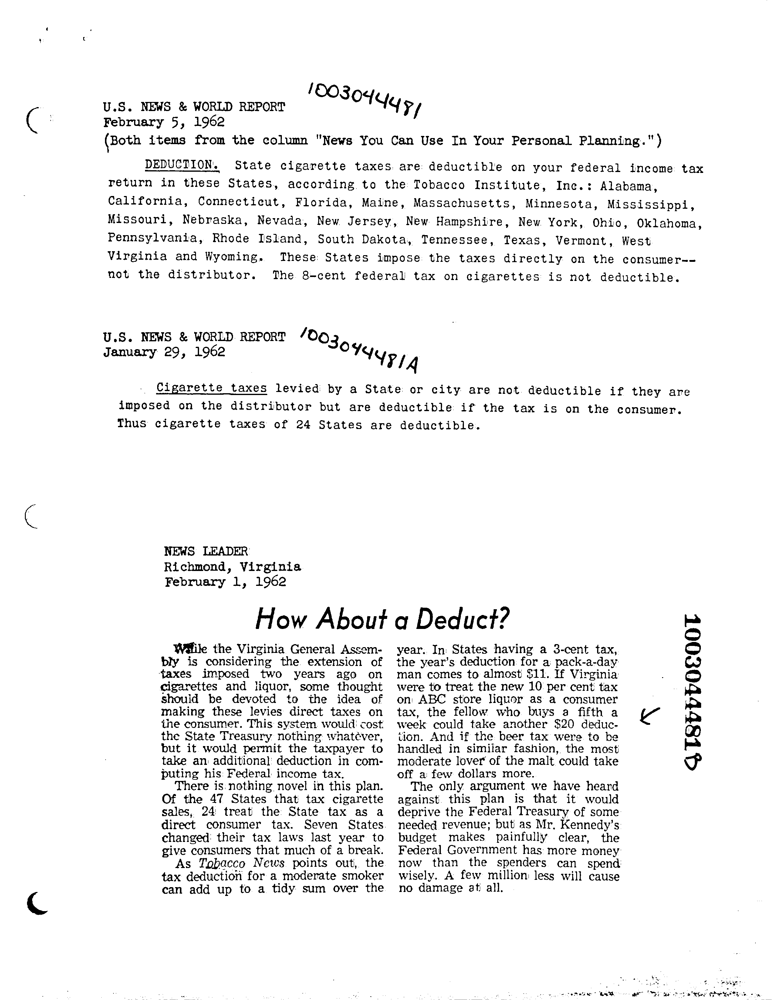 1003044481
U.S. NEWS & WORLD REPORT
February 5, 1962
(Both items from the column "News You Can Use In Your Personal Planning.")
DEDUCTION. State cigarette taxes are deductible on your federal income tax
return in these States, according to the Tobacco Institute, Inc.: Alabama,
California, Connecticut, Florida, Maine, Massachusetts, Minnesota, Mississippi,
Missouri, Nebraska, Nevada, New Jersey, New Hampshire, New York, Ohio, Oklahoma,
Pennsylvania, Rhode Island, South Dakota, Tennessee, Texas, Vermont, West
Virginia and Wyoming. These States impose the taxes directly on the consumer--
not the distributor. The 8-cent federal tax on cigarettes is not deductible.
U.S. NEWS & WORLD REPORT
January 29, 1962
1003044481A
Cigarette taxes levied by a State or city are not deductible if they are
imposed on the distributor but are deductible if the tax is on the consumer.
Thus cigarette taxes of 24 States are deductible.
NEWS LEADER
Richmond, Virginia
February 1, 1962
How About a Deduct?
While the Virginia General Assem-
bly is considering the extension of
taxes imposed two years ago on
cigarettes and liquor, some thought
should be devoted to the idea of
making these levies direct taxes on
the consumer. This system would cost
the State Treasury nothing whatever,
but it would permit the taxpayer to
take an additional deduction in com-
puting his Federal income tax.
There is nothing novel in this plan.
Of the 47 States that tax cigarette
sales, 24 treat the State tax as a
direct consumer tax. Seven States
changed their tax laws last year to
give consumers that much of a break.
As Tobacco News points out, the
tax deduction for a moderate smoker
can add up to a tidy sum over the
year. In States having a 3-cent tax,
the year's deduction for a pack-a-day
man comes to almost $11. If Virginia
were to treat the new 10 per cent tax
on ABC store liquor as a consumer
tax, the fellow who buys a fifth a
week could take another $20 deduc-
tion. And if the beer tax were to be
handled in similar fashion, the most
moderate lover of the malt could take
off a few dollars more.
The only argument we have heard
against this plan is that it would
deprive the Federal Treasury of some
needed revenue; but as Mr. Kennedy's
budget makes painfully clear, the
Federal Government has more money
now than the spenders can spend
wisely. A few million less will cause
no damage at all.
1003044481B